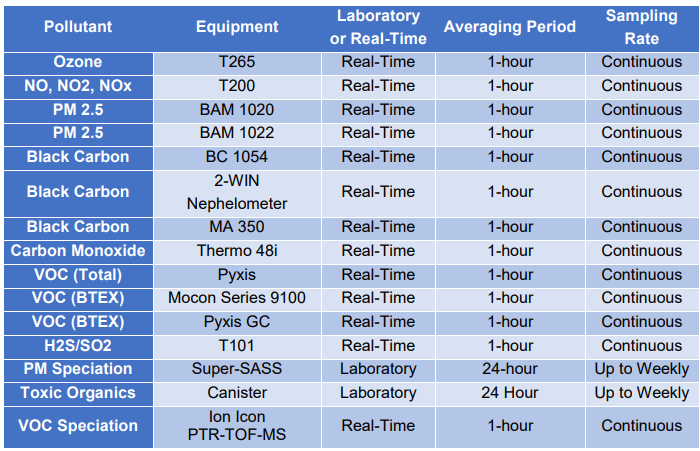 Pollutant Equipment Laboratory or Real-Time Averaging Period Sampling Rate
Ozone T265 Real-Time 1-hour Continuous
NO, NO2, NOx T200 Real-Time 1-hour Continuous
PM 2.5 BAM 1020 Real-Time 1-hour Continuous
PM 2.5 BAM 1022 Real-Time 1-hour Continuous
Black Carbon BC 1054 Real-Time 1-hour Continuous
Black Carbon 2-WIN Nephelometer Real-Time 1-hour Continuous
Black Carbon MA 350 Real-Time 1-hour Continuous
Carbon Monoxide Thermo 48i Real-Time 1-hour Continuous
VOC (Total) Pyxis Real-Time 1-hour Continuous
VOC (BTEX) Mocon Series 9100 Real-Time 1-hour Continuous
VOC (BTEX) Pyxis GC Real-Time 1-hour Continuous
H2S/SO2 T101 Real-Time 1-hour Continuous
PM Speciation Super-SASS Laboratory 24-hour Up to Weekly
Toxic Organics Canister Laboratory 24 Hour Up to Weekly
VOC Speciation Ion Icon PTR-TOF-MS Real-Time 1-hour Continuous